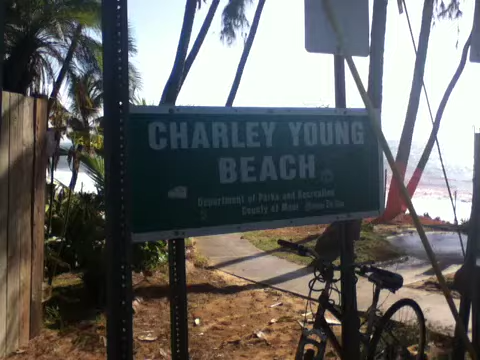 CHARLEY YOUNG
BEACH
Department of Parks and Recreation
County of Maui